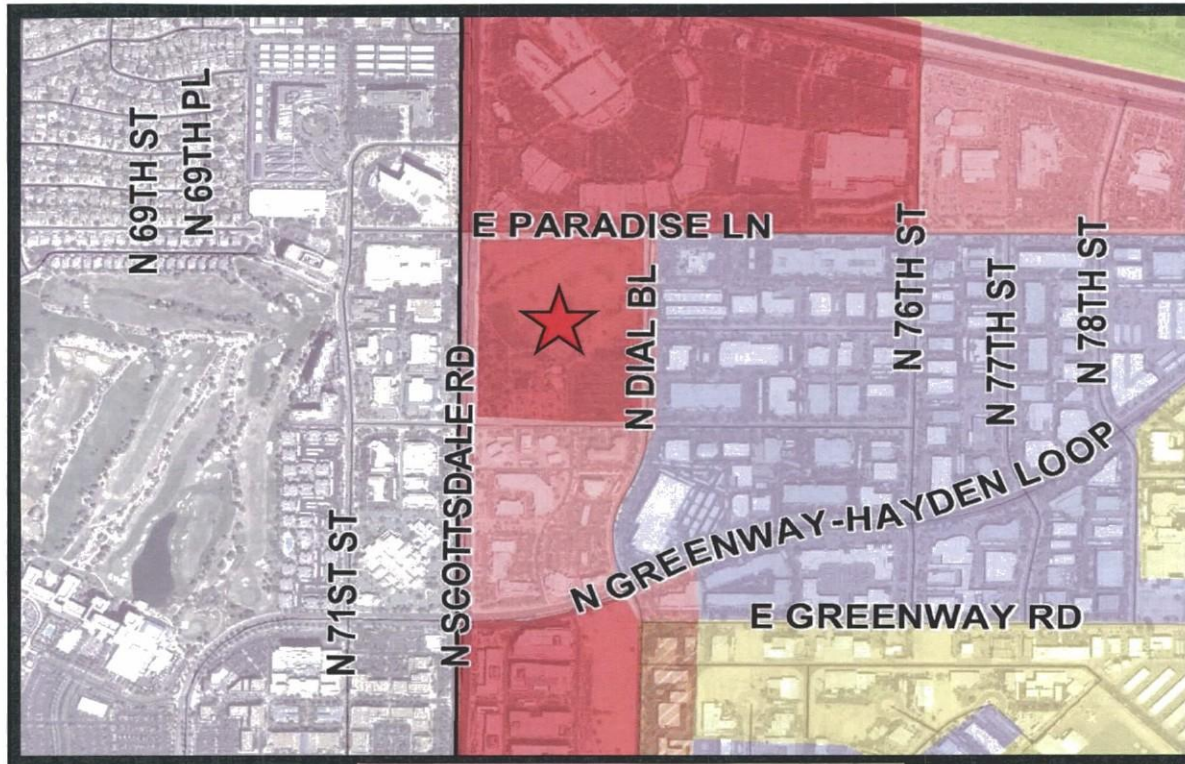 N 69TH ST
N 69TH PL
E PARADISE LN
N DIAL BL
N 76TH ST
N 77TH ST
N 78TH ST
N SCOTTSDALE RD
N 71ST ST
N GREENWAY-HAYDEN LOOP
E GREENWAY RD